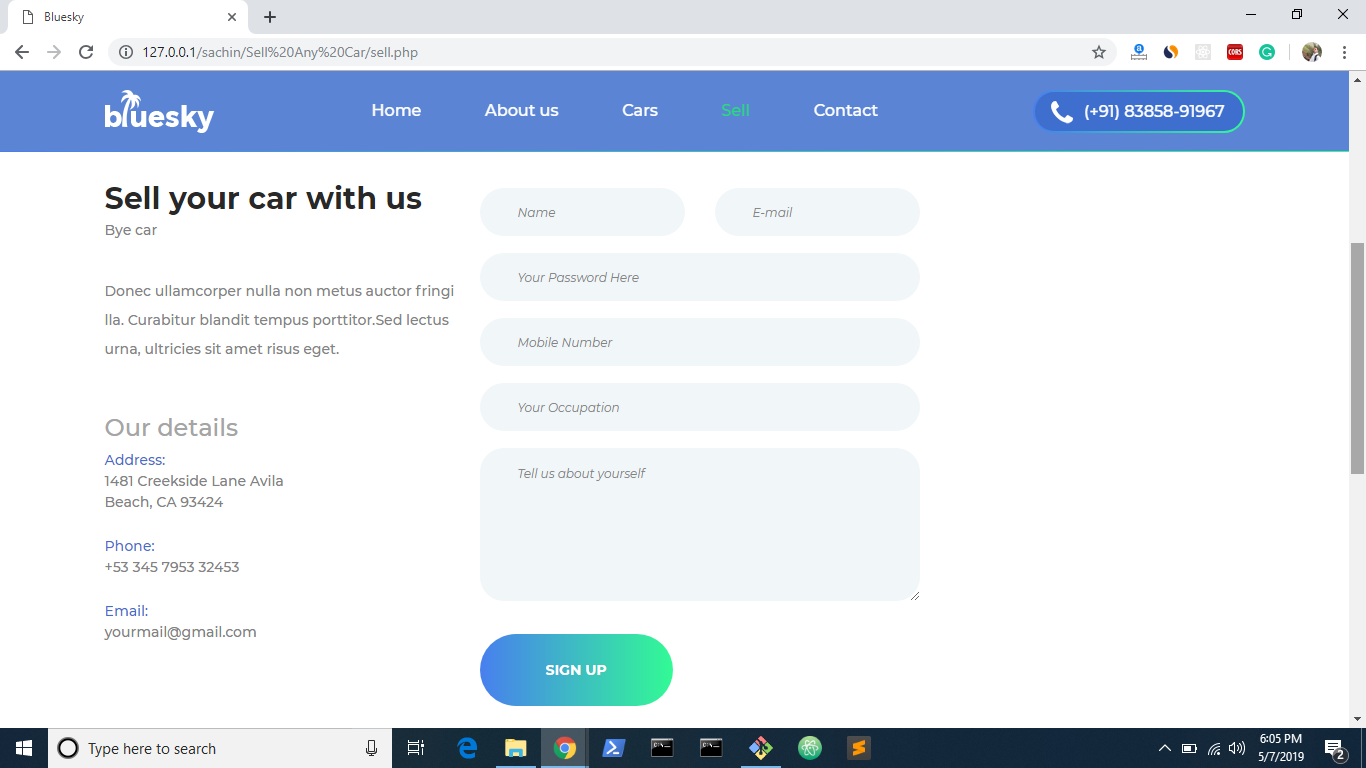 Bluesky
127.0.0.1/sachin/Sell%20Any%20Car/sell.php
CORS
bluesky
Home
About us
Cars
Sell
Contact
(+91) 83858-91967
Sell your car with us
Bye car
Donec ullamcorper nulla non metus auctor fringi
lla. Curabitur blandit tempus porttitor.Sed lectus
urna, ultricies sit amet risus eget.
Our details
Address:
1481 Creekside Lane Avila
Beach, CA 93424
Phone:
+53 345 7953 32453
Email:
yourmail@gmail.com
Name
E-mail
Your Password Here
Mobile Number
Your Occupation
Tell us about yourself
SIGN UP
Type here to search
6:05 PM
5/7/2019
2